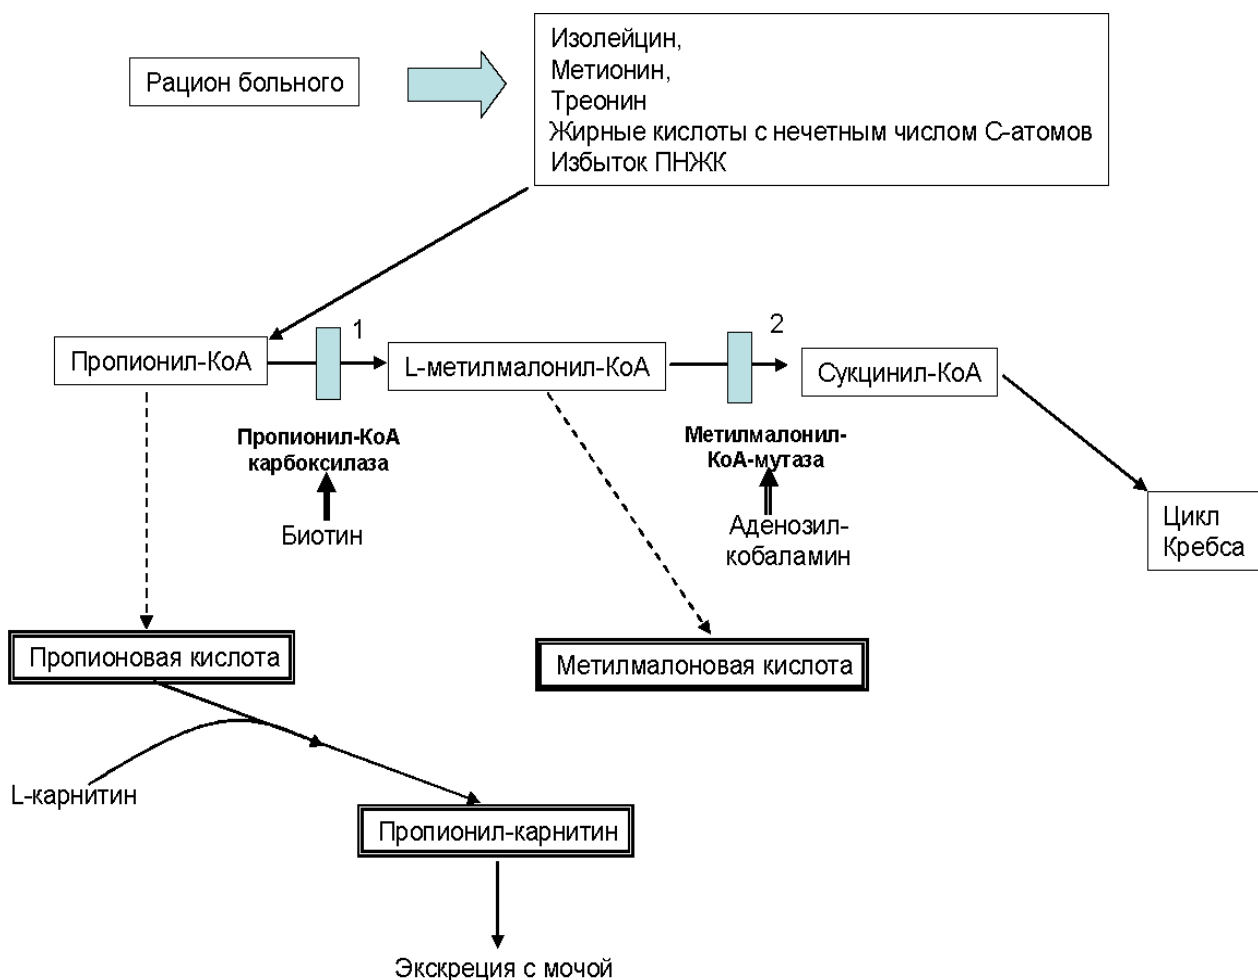 Рацион больного
Изолейцин,
Метионин,
Треонин
Жирные кислоты с нечетным числом С-атомов
Избыток ПНЖК
1
2
Пропионил-КоА
L-метилмалонил-КоА
Сукцинил-КоА
Пропионил-КоА
карбоксилаза
Метилмалонил-
КоА-мутаза
Биотин
Аденозил-
кобаламин
Цикл
Кребса
Пропионовая кислота
Метилмалоновая кислота
L-карнитин
Пропионил-карнитин
Экскреция с мочой